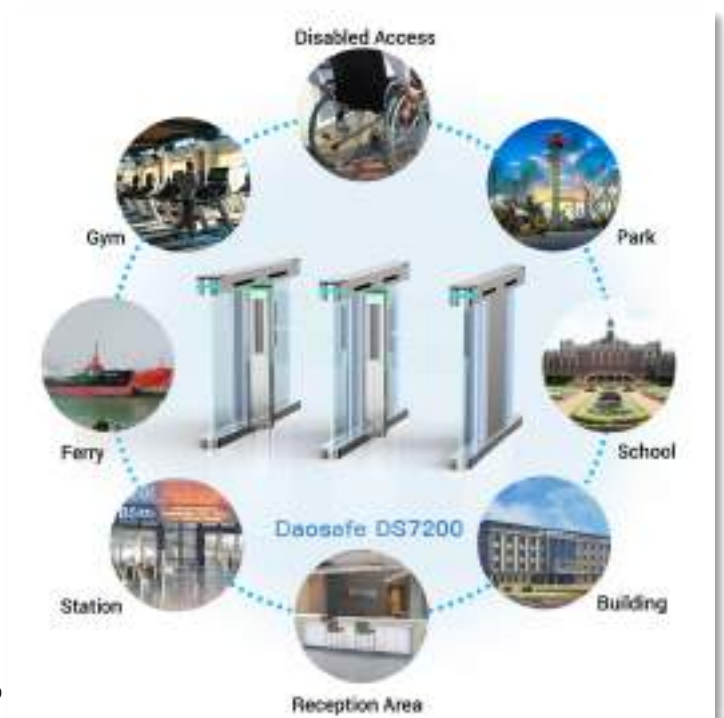 Disabled Access
Gym
Park
Ferry
School
Daosafe DS7200
Station
Building
Reception Area